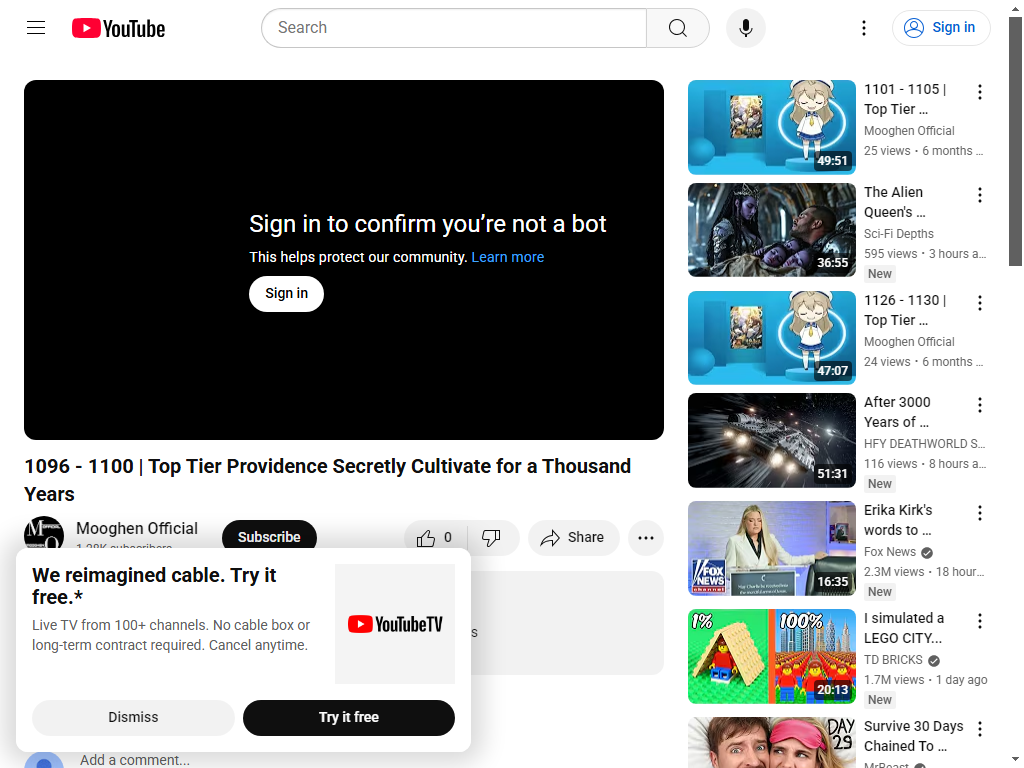 YouTube
Search
Sign in
Sign in to confirm you’re not a bot
This helps protect our community. Learn more
Sign in
1096 - 1100 | Top Tier Providence Secretly Cultivate for a Thousand
Years
Mooghen Official
Subscribe
0
Share
We reimagined cable. Try it
free.*
Live TV from 100+ channels. No cable box or
long-term contract required. Cancel anytime.
YouTubeTV
Dismiss
Try it free
Add a comment...
1101 - 1105 |
Top Tier ...
Mooghen Official
25 views • 6 months ...
49:51
The Alien
Queen's ...
Sci-Fi Depths
595 views • 3 hours a...
New
36:55
1126 - 1130 |
Top Tier ...
Mooghen Official
24 views • 6 months ...
47:07
After 3000
Years of ...
HFY DEATHWORLD S...
116 views • 8 hours a...
New
51:31
Erika Kirk's
words to ...
Fox News
2.3M views • 18 hour...
New
FOX
NEWS
channel
16:35
I simulated a
LEGO CITY...
TD BRICKS
1.7M views • 1 day ago
New
1%
100%
20:13
Survive 30 Days
Chained To ...
MrBeast
DAY
29